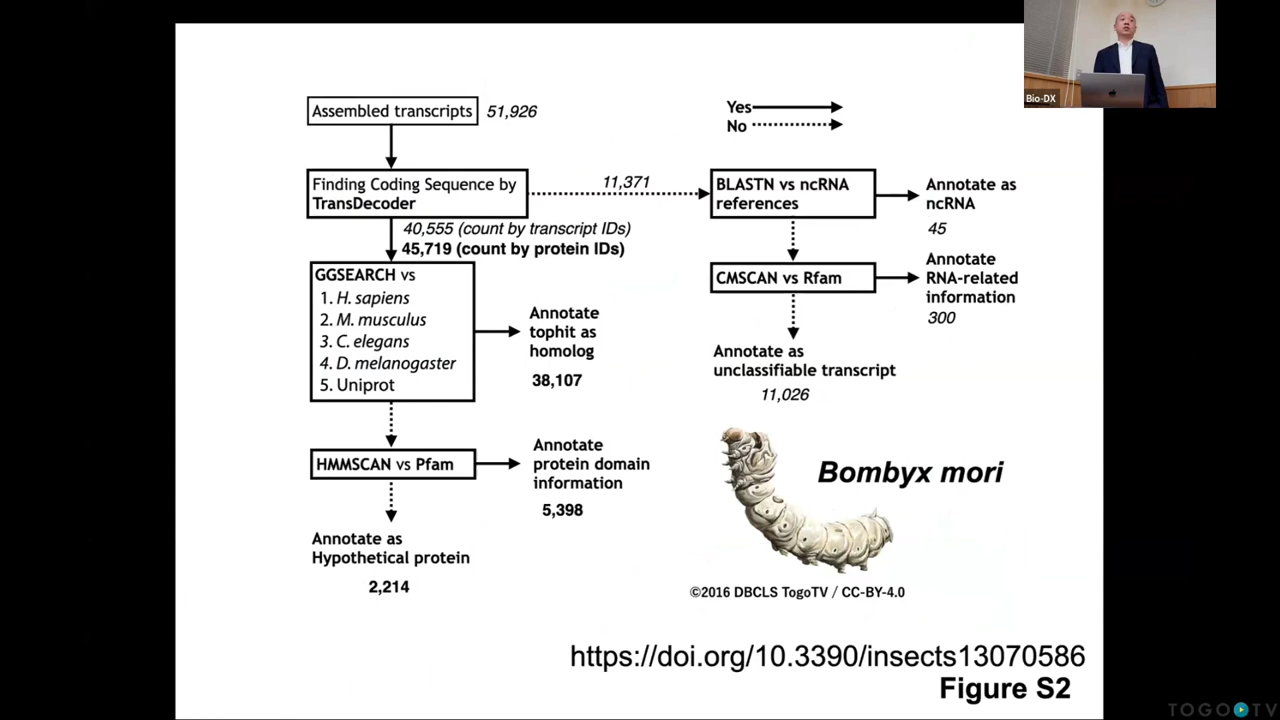 Bio-DX
Assembled transcripts 51,926
Yes
No
Finding Coding Sequence by
TransDecoder
11,371
BLASTN vs ncRNA
references
Annotate as
ncRNA
45
40,555 (count by transcript IDs)
45,719 (count by protein IDs)
GGSEARCH vs
1. H. sapiens
2. M. musculus
3. C. elegans
4. D. melanogaster
5. Uniprot
Annotate
tophit as
homolog
38,107
CMSCAN vs Rfam
Annotate
RNA-related
information
300
Annotate as
unclassifiable transcript
11,026
HMMSCAN vs Pfam
Annotate
protein domain
information
5,398
Annotate as
Hypothetical protein
2,214
Bombyx mori
©2016 DBCLS TogoTV / CC-BY-4.0
https://doi.org/10.3390/insects13070586
Figure S2
TOGO TV